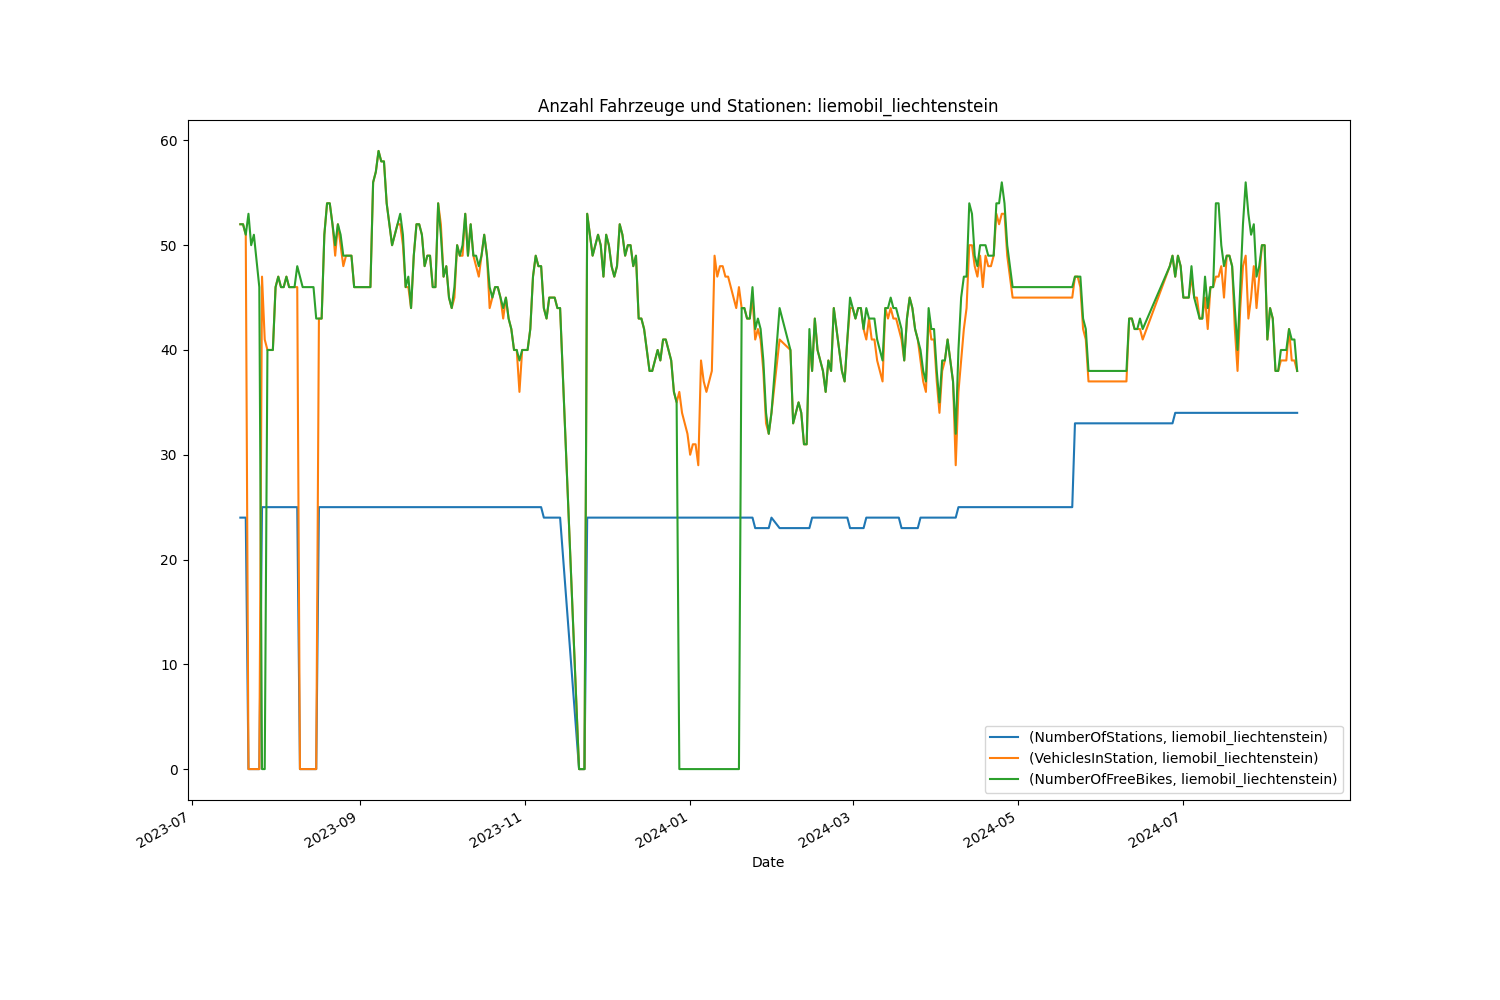 Anzahl Fahrzeuge und Stationen: liemobil_liechtenstein
60
50
40
30
20
10
0
(NumberOfStations, liemobil_liechtenstein)
(VehiclesInStation, liemobil_liechtenstein)
(NumberOfFreeBikes, liemobil_liechtenstein)
2023-07
2023-09
2023-11
2024-01
2024-03
2024-05
2024-07
Date